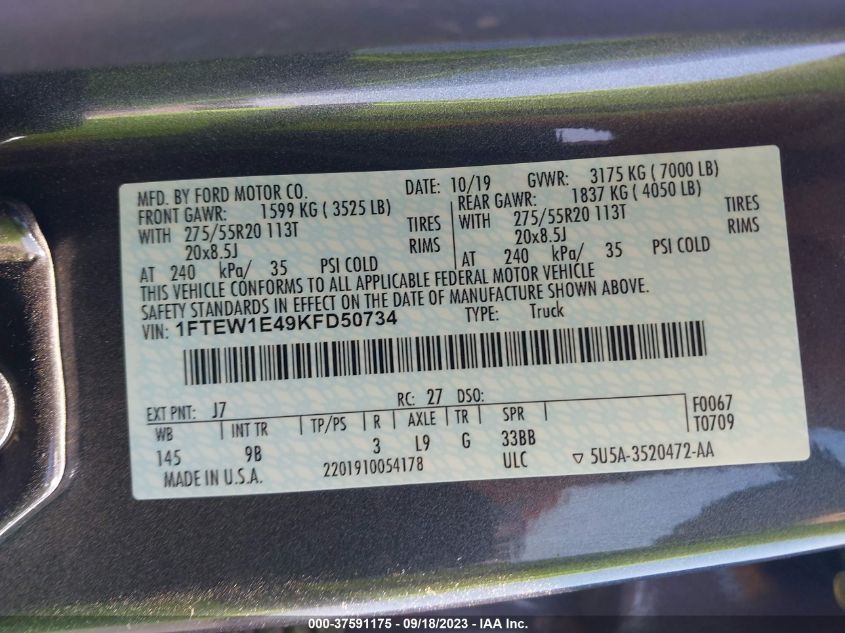 MFD. BY FORD MOTOR CO.
DATE: 10/19 GVWR: 3175 KG ( 7000 LB)
FRONT GAWR: 1599 KG ( 3525 LB)
REAR GAWR: 1837 KG ( 4050 LB)
WITH 275/55R20 113T TIRES
WITH 275/55R20 113T TIRES
20x8.5J RIMS
20x8.5J RIMS
AT 240 kPa/ 35 PSI COLD
AT 240 kPa/ 35 PSI COLD
THIS VEHICLE CONFORMS TO ALL APPLICABLE FEDERAL MOTOR VEHICLE
SAFETY STANDARDS IN EFFECT ON THE DATE OF MANUFACTURE SHOWN ABOVE.
VIN: 1FTEW1E49KFD50734 TYPE: Truck
EXT PNT: J7 RC: 27 DSO:
WB INT TR TP/PS R AXLE TR SPR F0067
145 9B 3 L9 G 33BB T0709
MADE IN U.S.A. 2201910054178 ULC ▽ 5U5A-3520472-AA
000-37591175 - 09/18/2023 - IAA Inc.